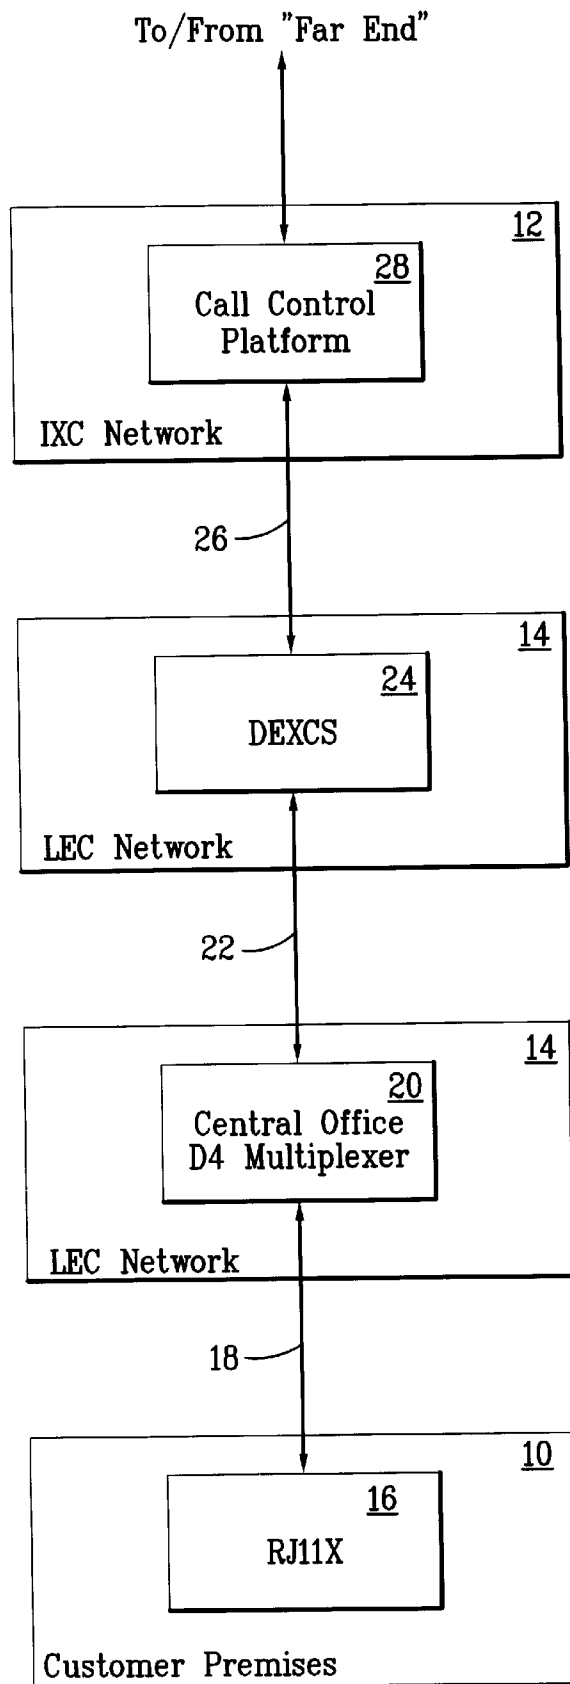 To/From "Far End"
12
28
Call Control
Platform
IXC Network
26
14
24
DEXCS
LEC Network
22
14
20
Central Office
D4 Multiplexer
LEC Network
18
10
16
RJ11X
Customer Premises